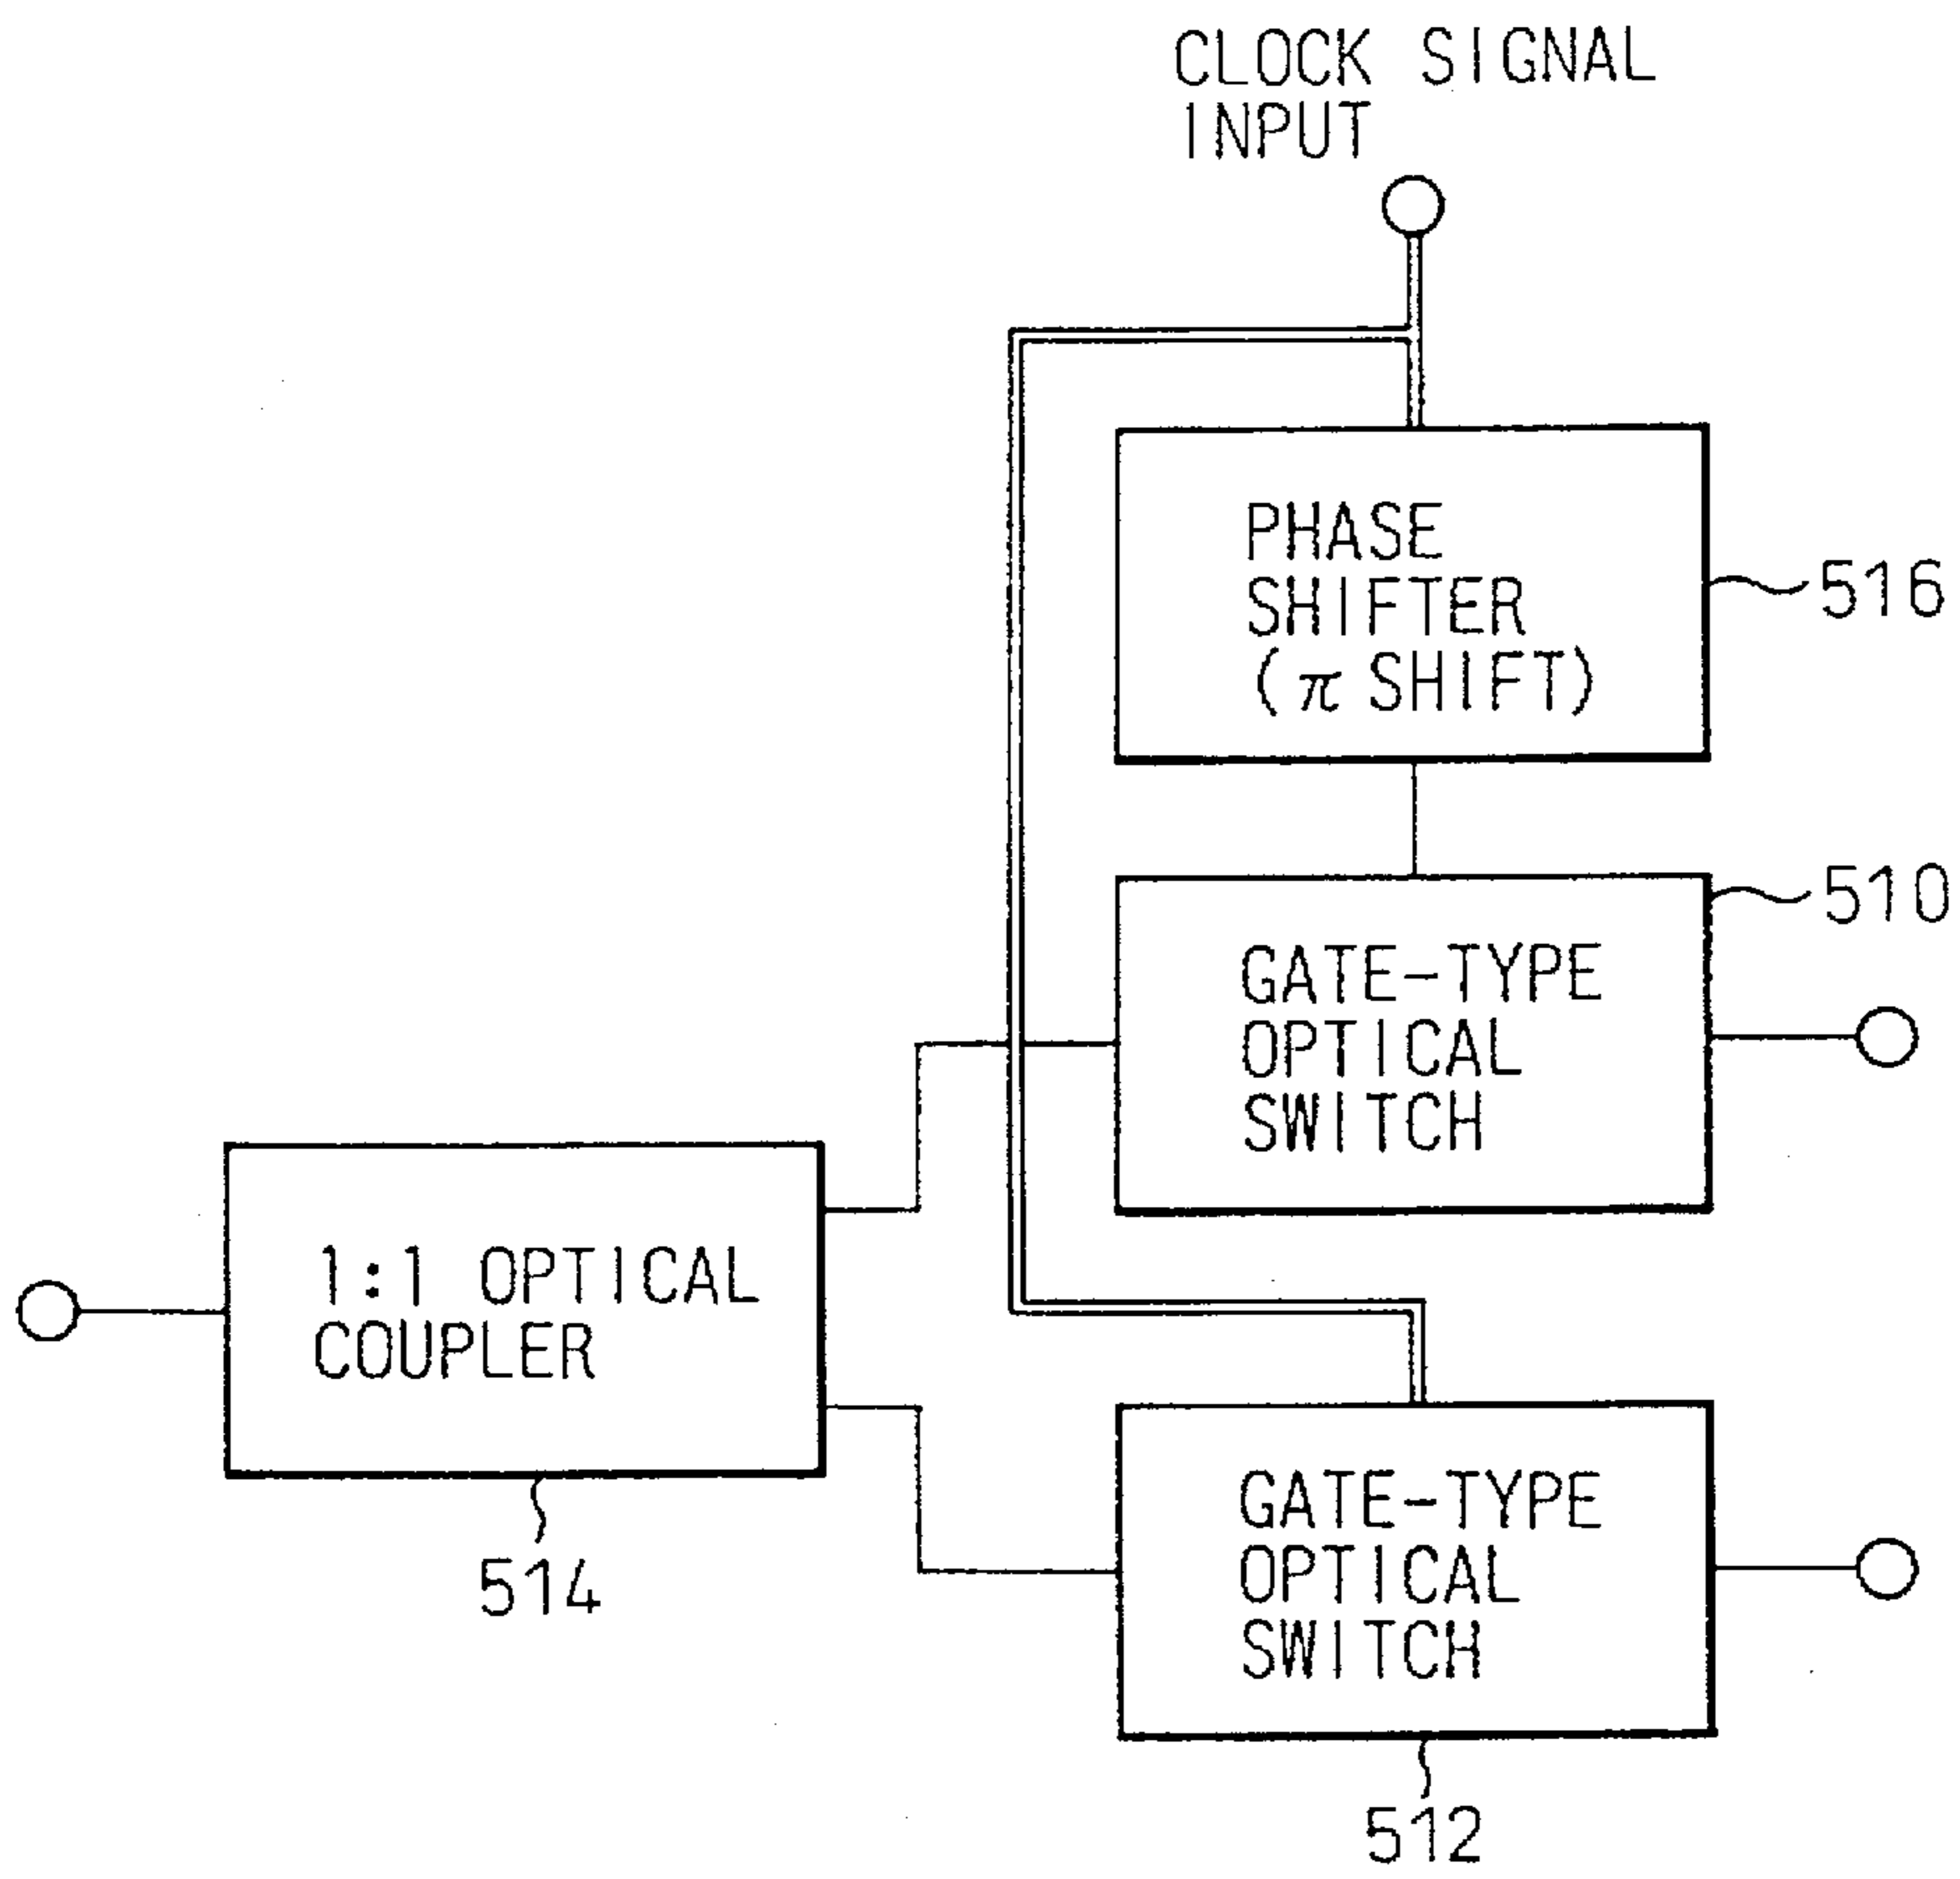 CLOCK SIGNAL
INPUT
PHASE
SHIFTER
(π SHIFT)
516
510
GATE-TYPE
OPTICAL
SWITCH
1:1 OPTICAL
COUPLER
514
GATE-TYPE
OPTICAL
SWITCH
512